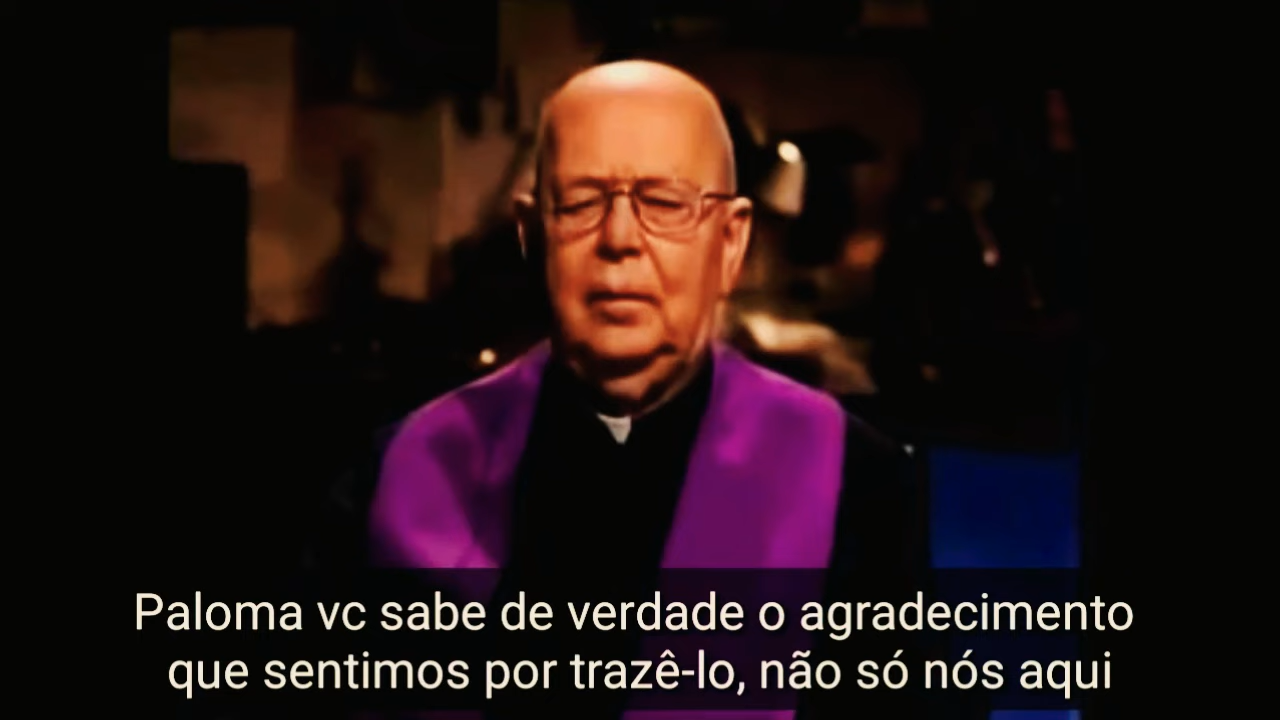 Paloma vc sabe de verdade o agradecimento
que sentimos por trazê-lo, não só nós aqui